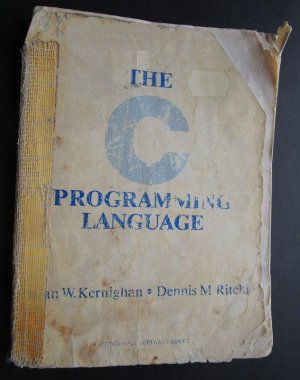 THE
C
PROGRAMMING
LANGUAGE
W. Kernighan • Dennis M. Ritchie